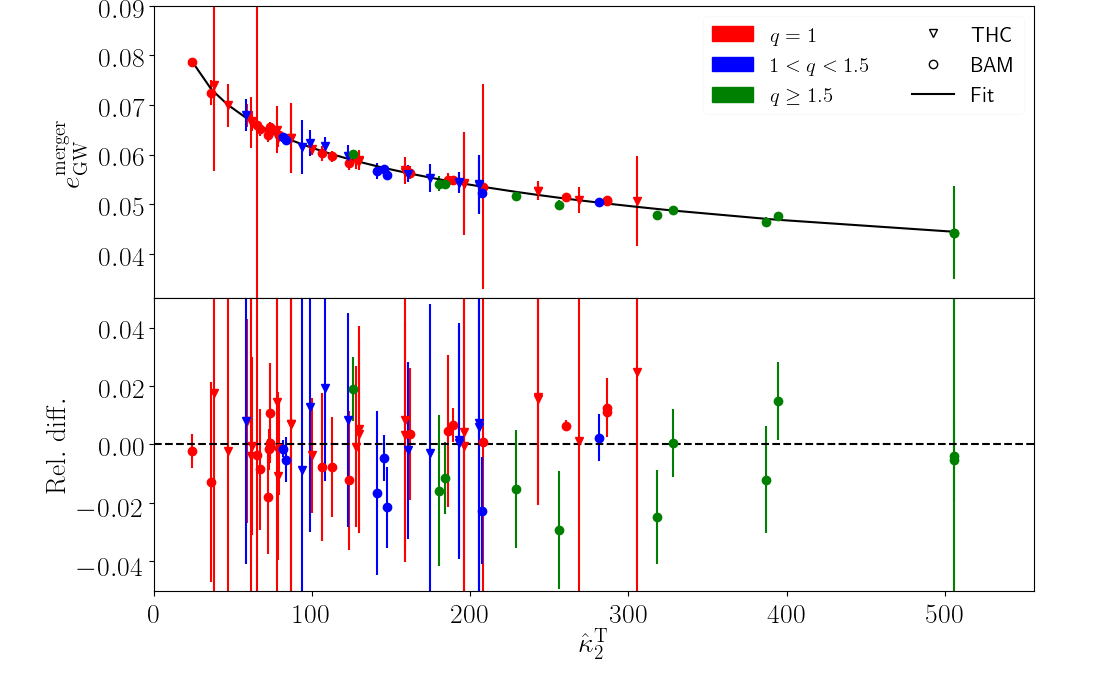 0.09
0.08
0.07
0.06
0.05
0.04
e_GW^merger
q = 1
1 < q < 1.5
q ≥ 1.5
THC
BAM
Fit
0.04
0.02
0.00
−0.02
−0.04
Rel. diff.
0 100 200 300 400 500
κ̂_2^T